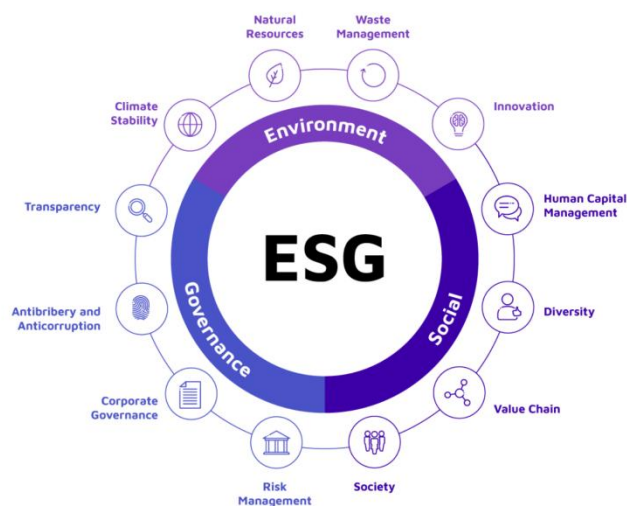 Natural
Resources
Waste
Management
Climate
Stability
Innovation
Environment
Transparency
Human Capital
Management
ESG
Antibribery and
Anticorruption
Governance
Social
Diversity
Corporate
Governance
Value Chain
Risk
Management
Society